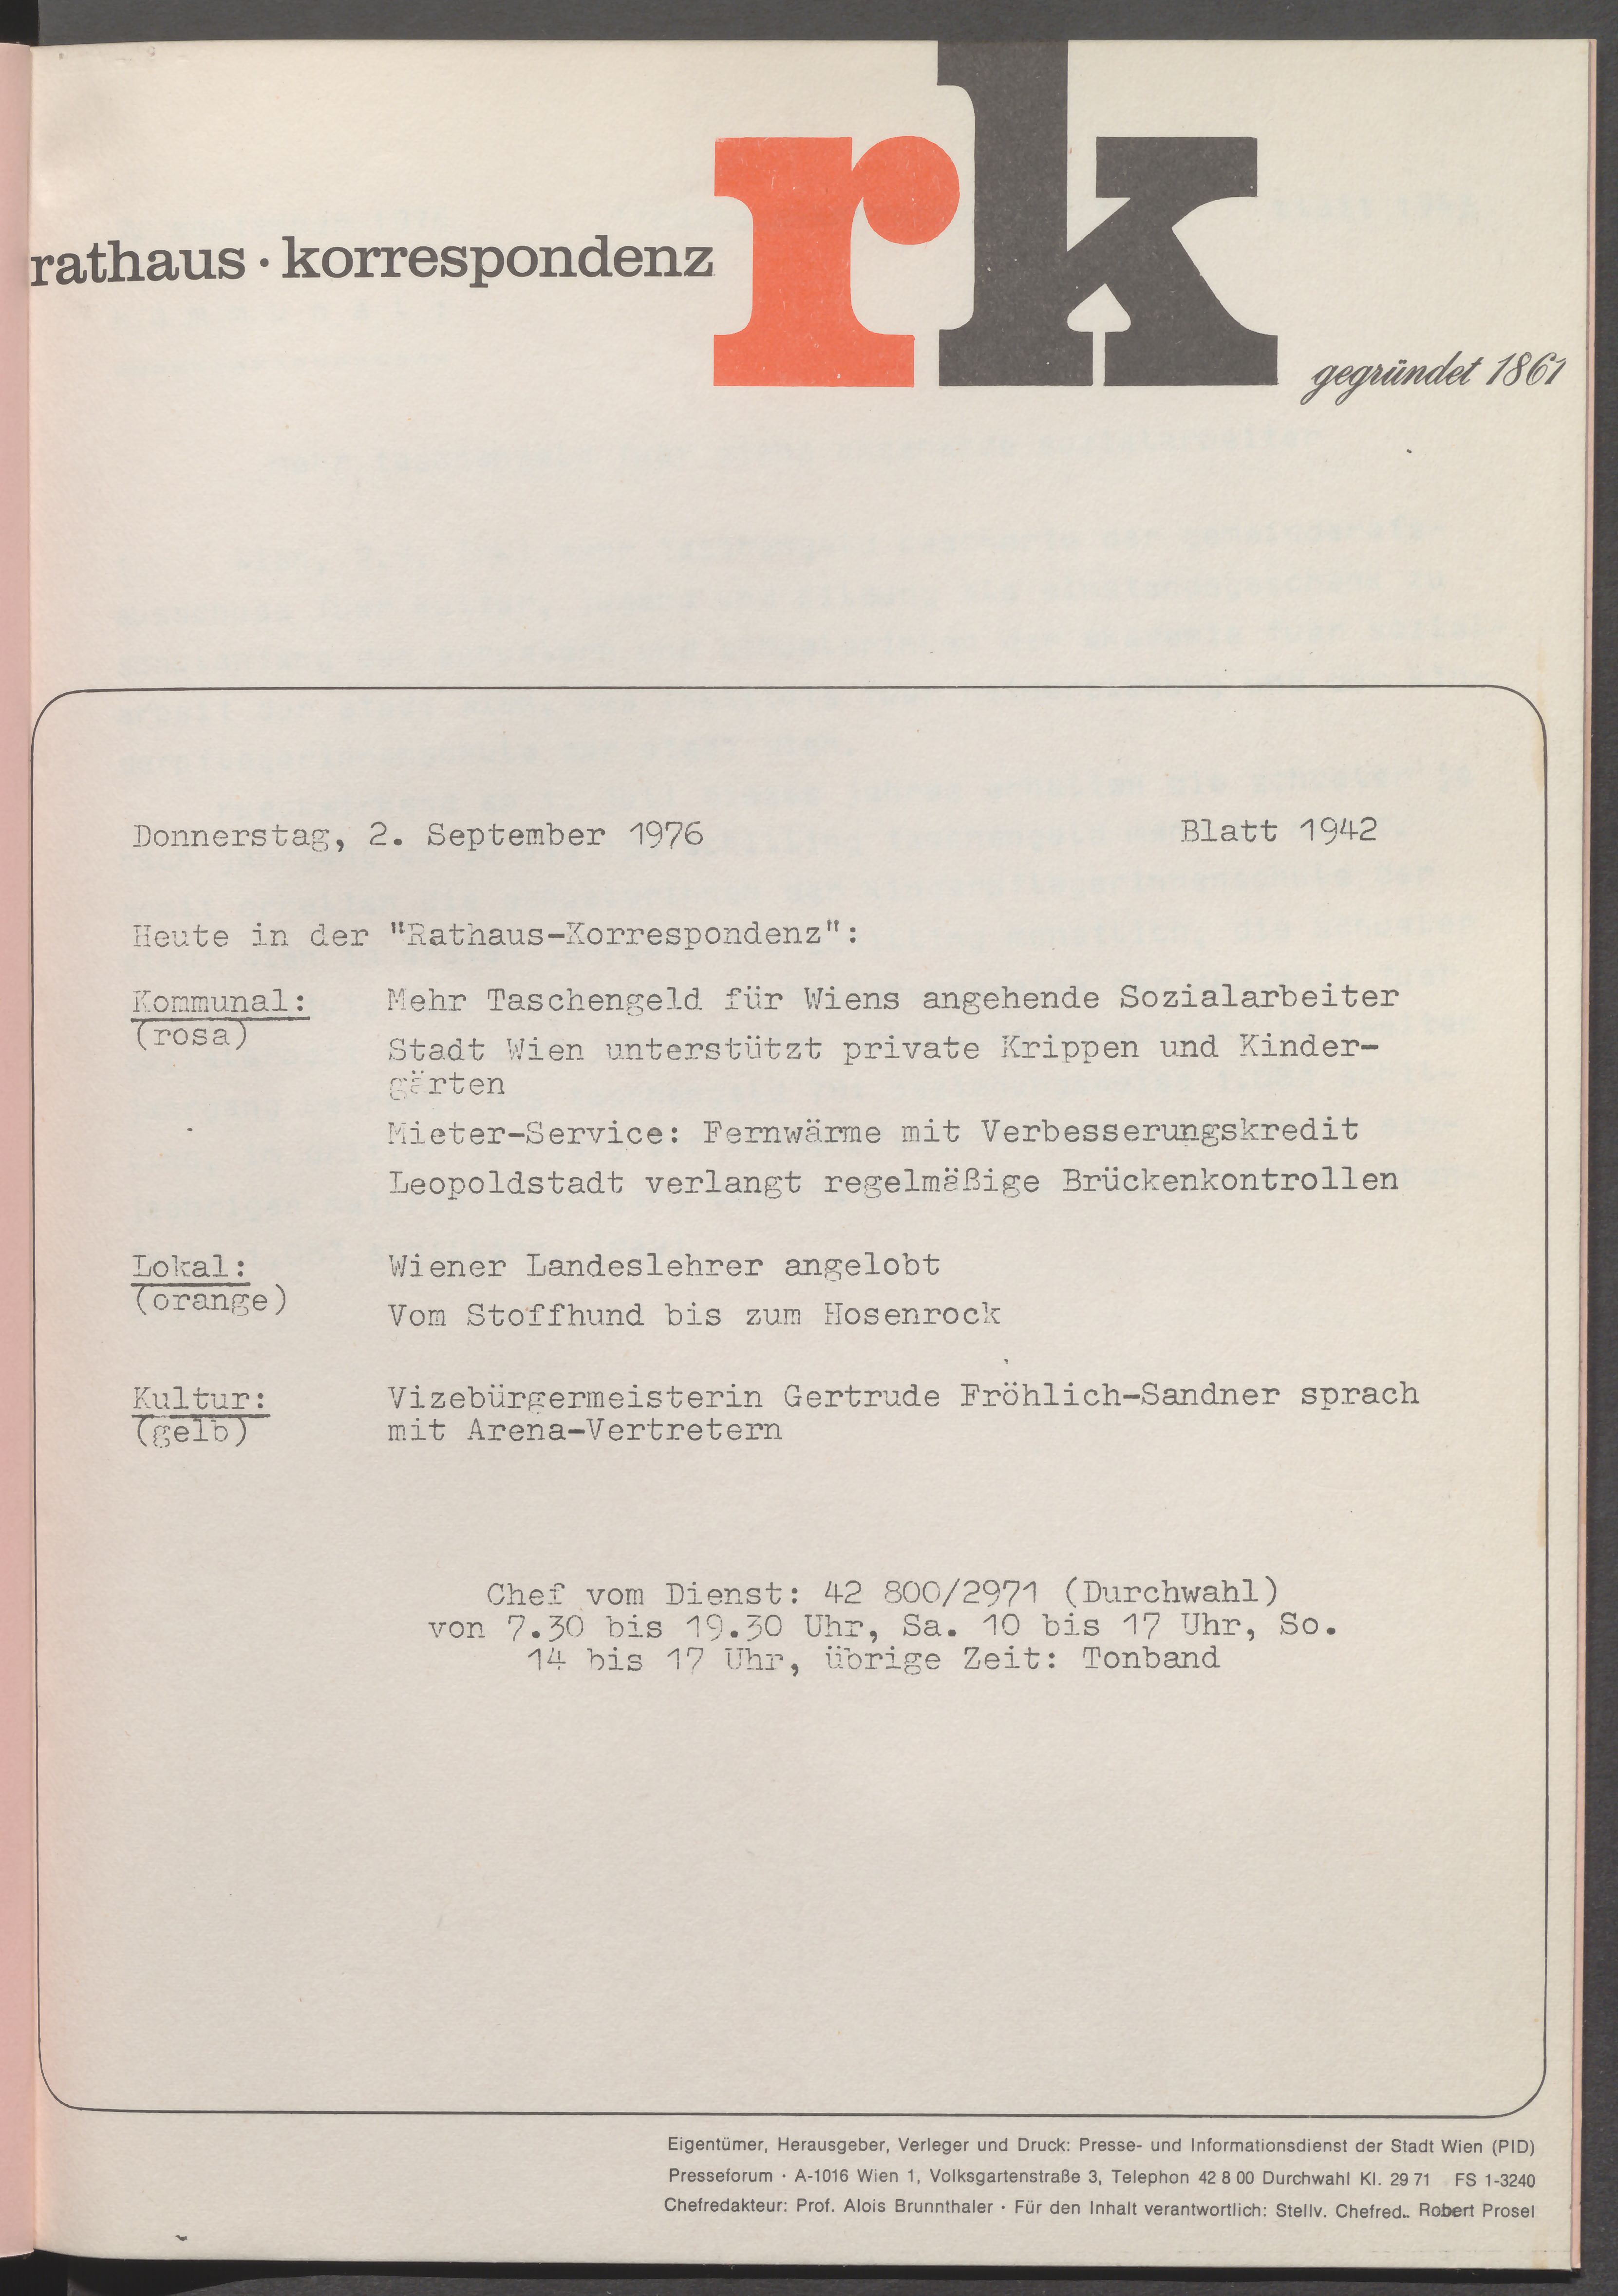 rathaus · korrespondenz
rk
gegründet 1861
Donnerstag, 2. September 1976 Blatt 1942
Heute in der "Rathaus-Korrespondenz":
Kommunal: Mehr Taschengeld für Wiens angehende Sozialarbeiter
(rosa)
Stadt Wien unterstützt private Krippen und Kinder-
gärten
Mieter-Service: Fernwärme mit Verbesserungskredit
Leopoldstadt verlangt regelmäßige Brückenkontrollen
Lokal: Wiener Landeslehrer angelobt
(orange)
Vom Stoffhund bis zum Hosenrock
Kultur: Vizebürgermeisterin Gertrude Fröhlich-Sandner sprach
(gelb) mit Arena-Vertretern
Chef vom Dienst: 42 800/2971 (Durchwahl)
von 7.30 bis 19.30 Uhr, Sa. 10 bis 17 Uhr, So.
14 bis 17 Uhr, übrige Zeit: Tonband
Eigentümer, Herausgeber, Verleger und Druck: Presse- und Informationsdienst der Stadt Wien (PID)
Presseforum · A-1016 Wien 1, Volksgartenstraße 3, Telephon 42 8 00 Durchwahl Kl. 29 71 FS 1-3240
Chefredakteur: Prof. Alois Brunnthaler · Für den Inhalt verantwortlich: Stellv. Chefred.. Robert Prosel